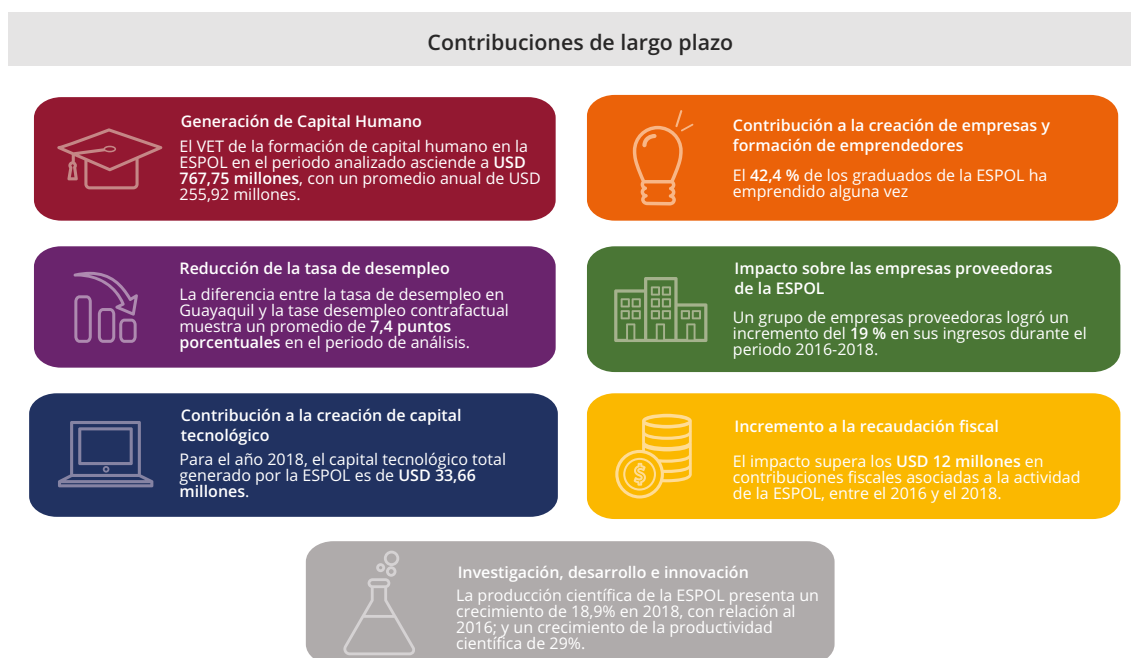 Contribuciones de largo plazo
Generación de Capital Humano
El VET de la formación de capital humano en la
ESPOL en el periodo analizado asciende a USD
767,75 millones, con un promedio anual de USD
255,92 millones.
Contribución a la creación de empresas y
formación de emprendedores
El 42,4 % de los graduados de la ESPOL ha
emprendido alguna vez
Reducción de la tasa de desempleo
La diferencia entre la tasa de desempleo en
Guayaquil y la tase desempleo contrafactual
muestra un promedio de 7,4 puntos
porcentuales en el periodo de análisis.
Impacto sobre las empresas proveedoras
de la ESPOL
Un grupo de empresas proveedoras logró un
incremento del 19 % en sus ingresos durante el
periodo 2016-2018.
Contribución a la creación de capital
tecnológico
Para el año 2018, el capital tecnológico total
generado por la ESPOL es de USD 33,66
millones.
Incremento a la recaudación fiscal
El impacto supera los USD 12 millones en
contribuciones fiscales asociadas a la actividad
de la ESPOL, entre el 2016 y el 2018.
$
Investigación, desarrollo e innovación
La producción científica de la ESPOL presenta un
crecimiento de 18,9% en 2018, con relación al
2016; y un crecimiento de la productividad
científica de 29%.